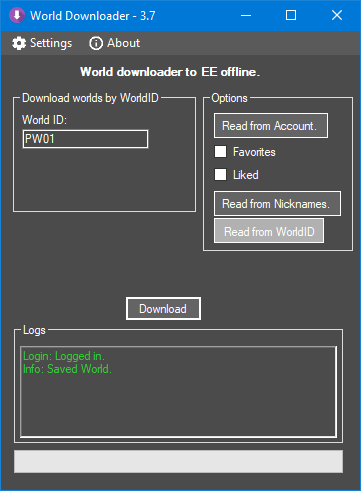 World Downloader - 3.7
Settings
About
World downloader to EE offline.
Download worlds by WorldID
World ID:
PW01
Options
Read from Account.
Favorites
Liked
Read from Nicknames.
Read from WorldID
Download
Logs
Login: Logged in.
Info: Saved World.